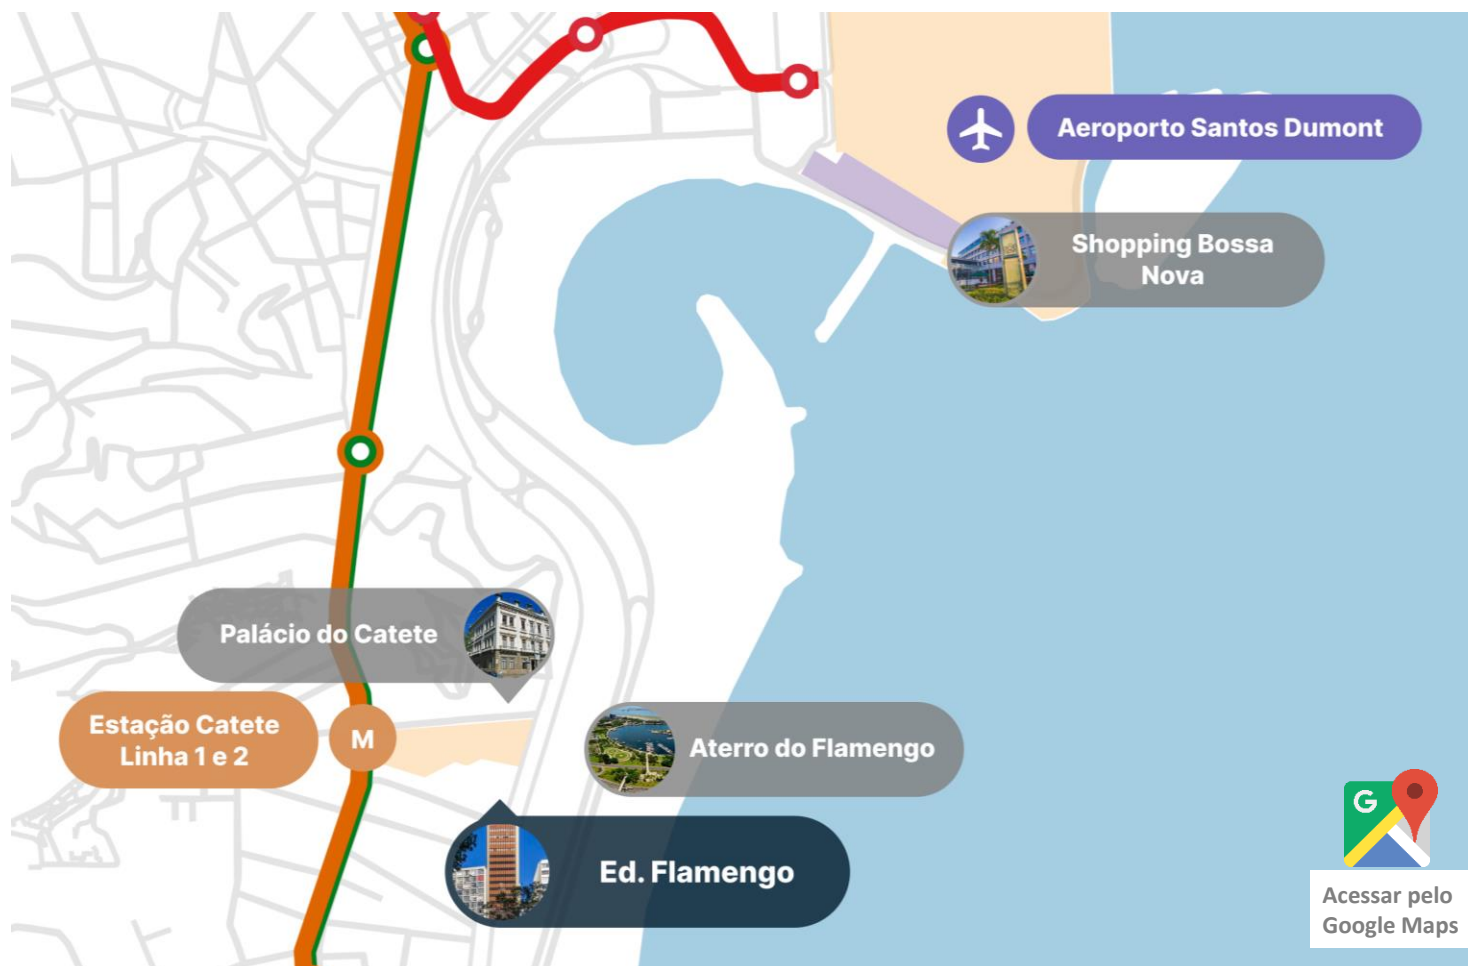 Aeroporto Santos Dumont
Shopping Bossa
Nova
Palácio do Catete
Estação Catete
Linha 1 e 2
M
Aterro do Flamengo
Ed. Flamengo
G
Acessar pelo
Google Maps